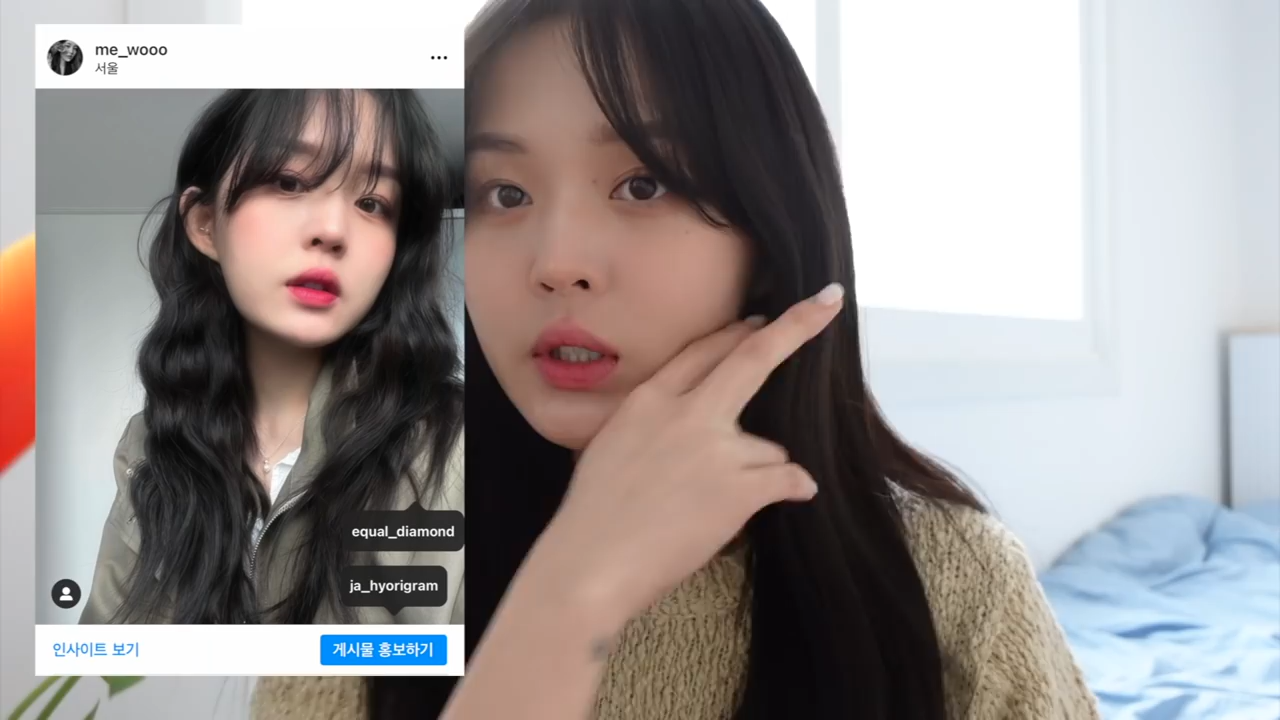 me_wooo
서울
equal_diamond
ja_hyorigram
인사이트 보기
게시물 홍보하기